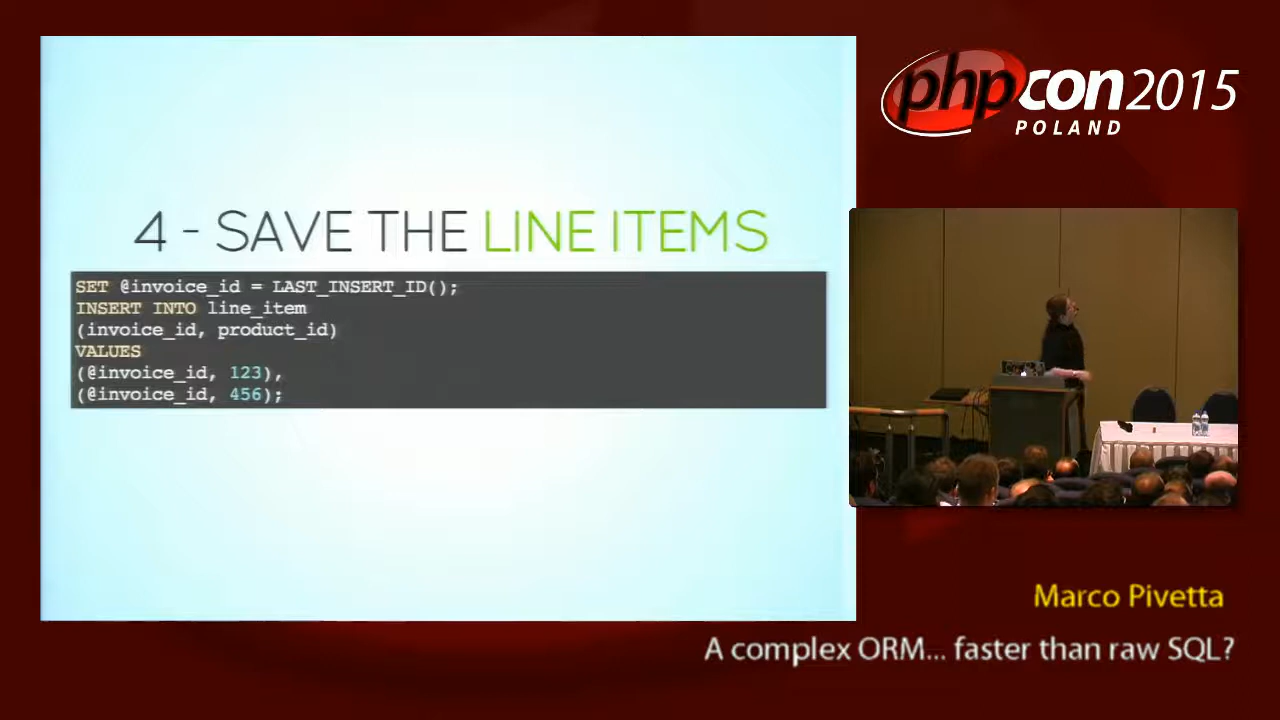 4 - SAVE THE LINE ITEMS
SET @invoice_id = LAST_INSERT_ID();
INSERT INTO line_item
(invoice_id, product_id)
VALUES
(@invoice_id, 123),
(@invoice_id, 456);
phpcon2015
POLAND
Marco Pivetta
A complex ORM... faster than raw SQL?